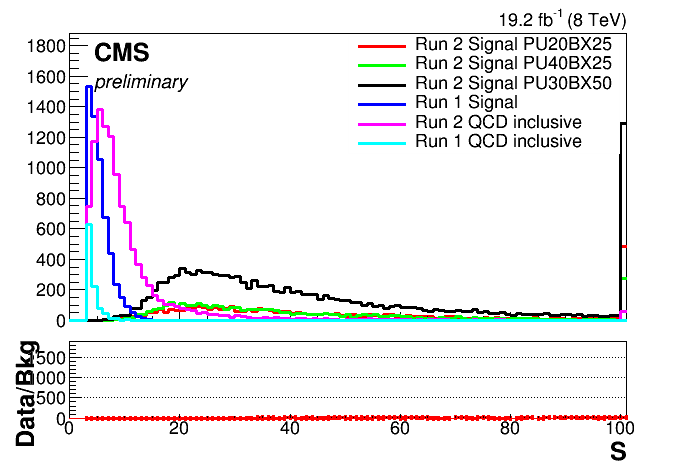 19.2 fb⁻¹ (8 TeV)
CMS
preliminary
Run 2 Signal PU20BX25
Run 2 Signal PU40BX25
Run 2 Signal PU30BX50
Run 1 Signal
Run 2 QCD inclusive
Run 1 QCD inclusive
1800
1600
1400
1200
1000
800
600
400
200
0
Data/Bkg
500
0
0 20 40 60 80 100
S